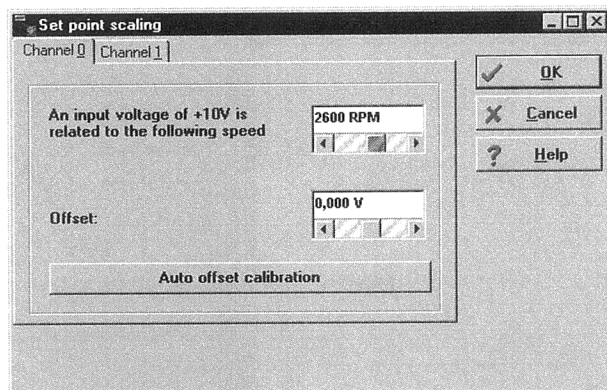 Set point scaling
Channel 0 Channel 1
An input voltage of +10V is
related to the following speed
2600 RPM
Offset:
0,000 V
Auto offset calibration
OK
Cancel
Help